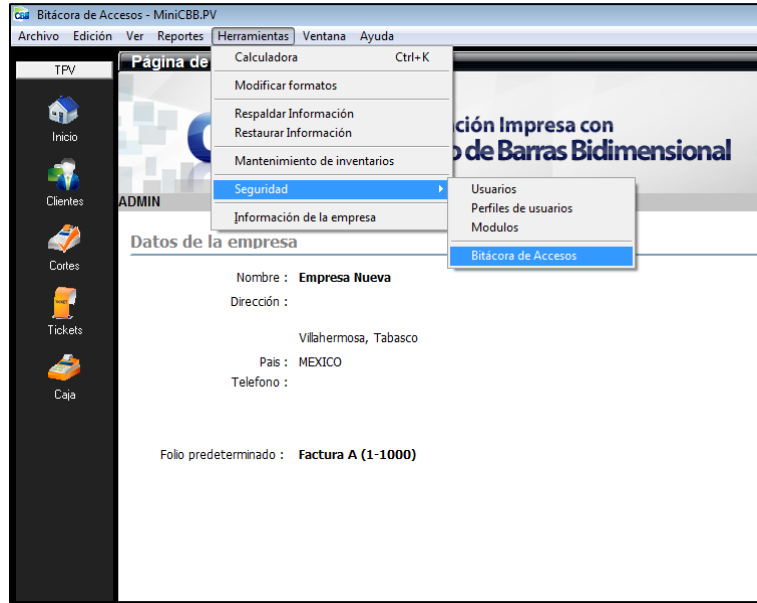 Bitácora de Accesos - MiniCBB.PV
Archivo Edición Ver Reportes Herramientas Ventana Ayuda
TPV
Inicio
Clientes
Cortes
Tickets
Caja
Página de
Calculadora Ctrl+K
Modificar formatos
Respaldar Información
Restaurar Información
Mantenimiento de inventarios
Seguridad
Información de la empresa
Usuarios
Perfiles de usuarios
Modulos
Bitácora de Accesos
ción Impresa con
de Barras Bidimensional
ADMIN
Datos de la empresa
Nombre : Empresa Nueva
Dirección :
Villahermosa, Tabasco
Pais : MEXICO
Telefono :
Folio predeterminado : Factura A (1-1000)